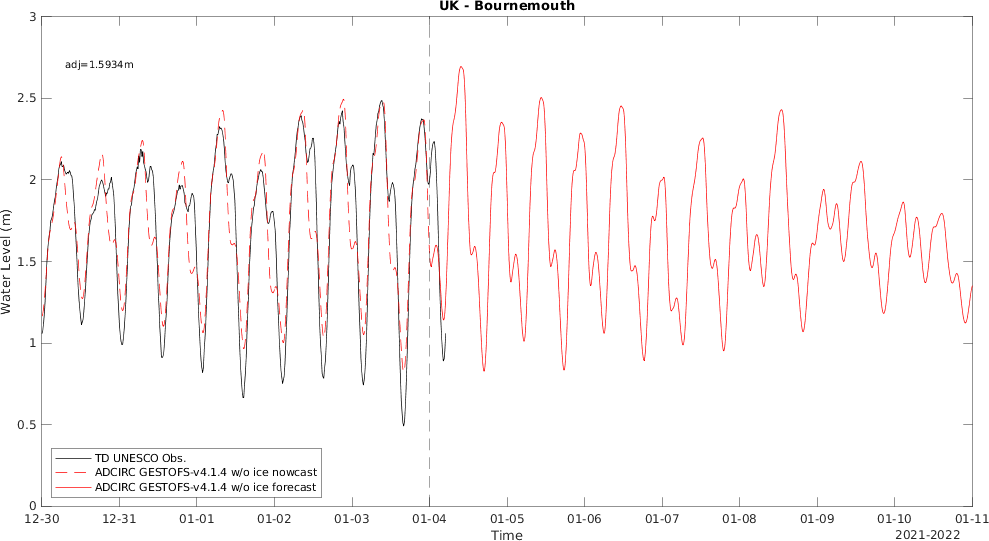 UK - Bournemouth
3
adj=1.5934m
2.5
2
1.5
1
0.5
0
Water Level (m)
TD UNESCO Obs.
ADCIRC GESTOFS-v4.1.4 w/o ice nowcast
ADCIRC GESTOFS-v4.1.4 w/o ice forecast
12-30 12-31 01-01 01-02 01-03 01-04 01-05 01-06 01-07 01-08 01-09 01-10 01-11
Time
2021-2022